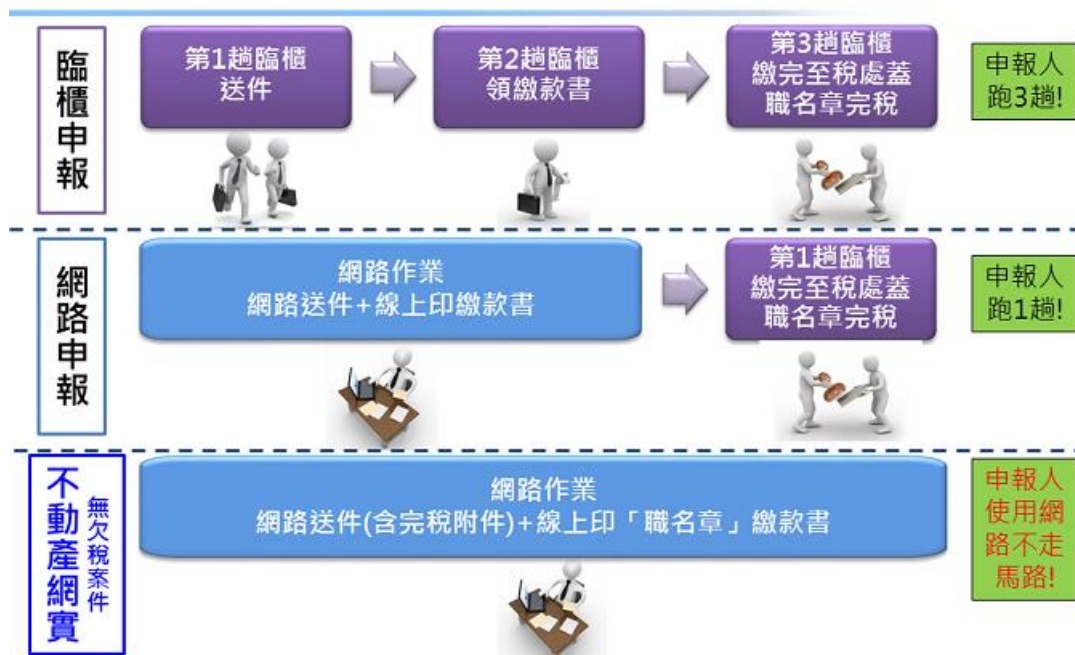 臨櫃申報
第1趟臨櫃
送件
第2趟臨櫃
領繳款書
第3趟臨櫃
繳完至稅處蓋
職名章完稅
申報人
跑3趟!
網路申報
網路作業
網路送件+線上印繳款書
第1趟臨櫃
繳完至稅處蓋
職名章完稅
申報人
跑1趟!
不動產網實
無欠稅案件
網路作業
網路送件(含完稅附件)+線上印「職名章」繳款書
申報人
使用網
路不走
馬路!